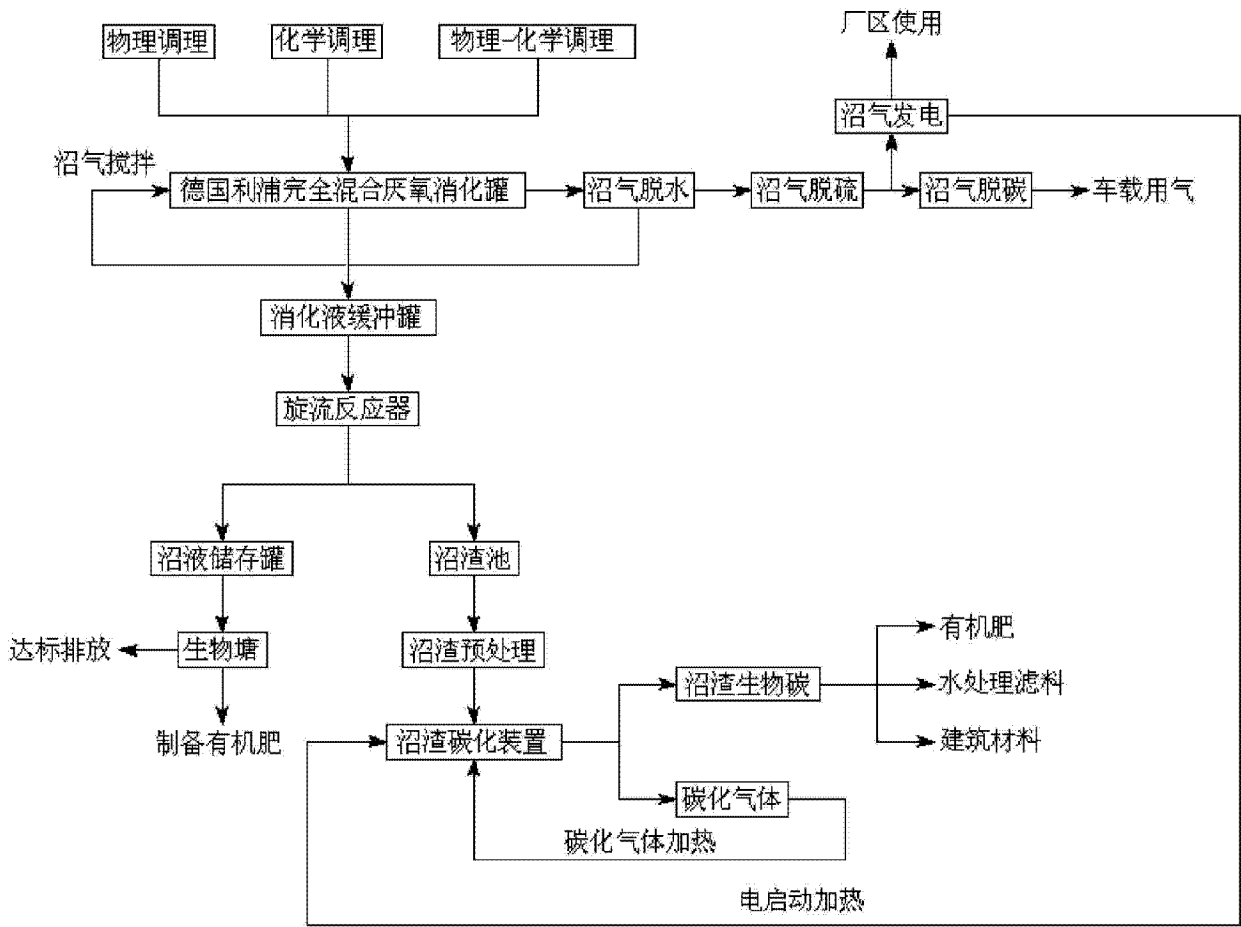 厂区使用
物理调理
化学调理
物理-化学调理
沼气发电
沼气搅拌
德国利浦完全混合厌氧消化罐
沼气脱水
沼气脱硫
沼气脱碳
车载用气
消化液缓冲罐
旋流反应器
沼液储存罐
沼渣池
达标排放
生物塘
沼渣预处理
有机肥
沼渣生物碳
水处理滤料
制备有机肥
沼渣碳化装置
建筑材料
碳化气体
碳化气体加热
电启动加热